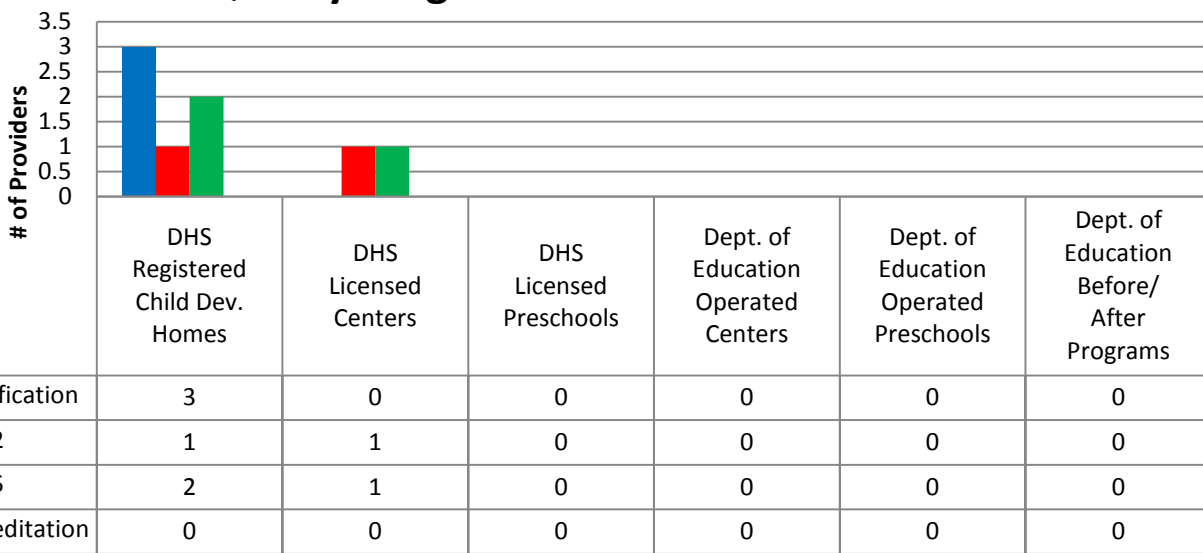 3.5
3
2.5
2
1.5
1
0.5
0
# of Providers
DHS
Registered
Child Dev.
Homes
DHS
Licensed
Centers
DHS
Licensed
Preschools
Dept. of
Education
Operated
Centers
Dept. of
Education
Operated
Preschools
Dept. of
Education
Before/
After
Programs
fication 3 0 0 0 0 0
2 1 1 0 0 0 0
5 2 1 0 0 0 0
editation 0 0 0 0 0 0